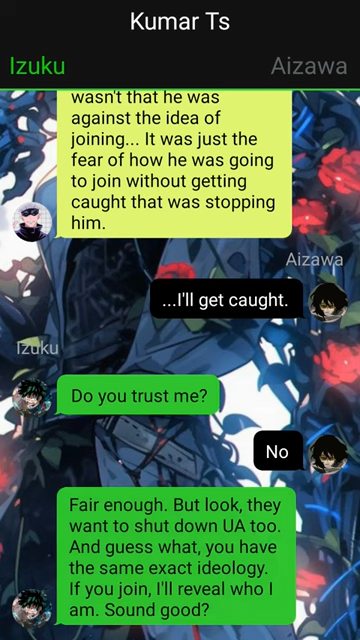 Kumar Ts
Izuku
Aizawa
wasn't that he was
against the idea of
joining... It was just the
fear of how he was going
to join without getting
caught that was stopping
him.
Aizawa
...I'll get caught.
Izuku
Do you trust me?
No
Fair enough. But look, they
want to shut down UA too.
And guess what, you have
the same exact ideology.
If you join, I'll reveal who I
am. Sound good?